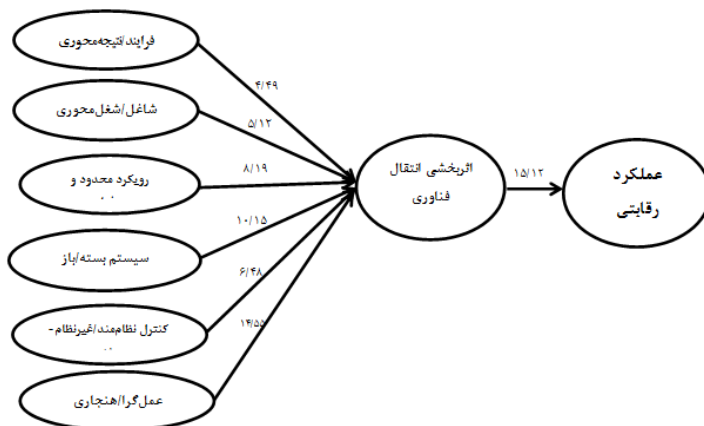 فرایند/نتیجه‌محوری
۴/۴۹
شاغل/شغل‌محوری
۵/۱۲
رویکرد محدود و
۸/۱۹
اثربخشی انتقال
فناوری
۱۵/۱۲
عملکرد
رقابتی
سیستم بسته/باز
۱۰/۱۵
کنترل نظام‌مند/غیرنظام-
۶/۴۸
عمل‌گرا/هنجاری
۱۴/۵۵